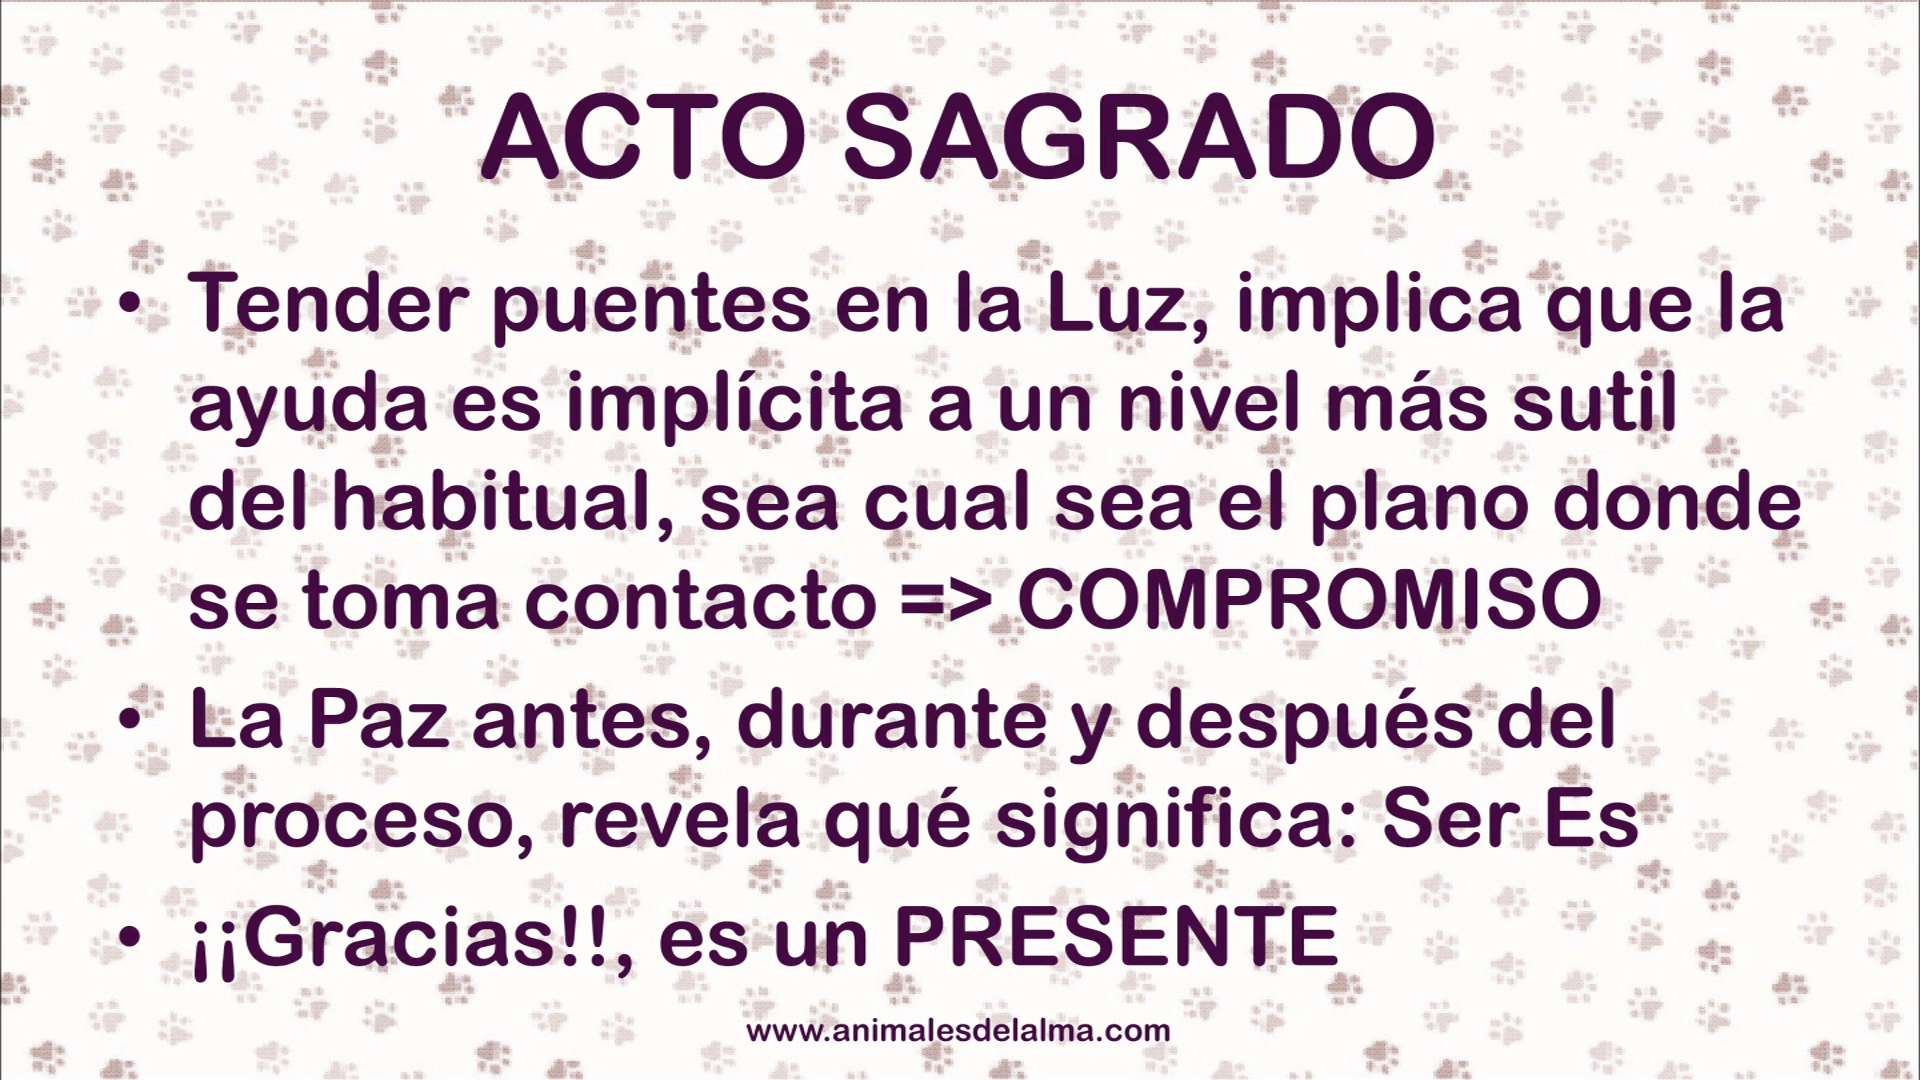 ACTO SAGRADO
• Tender puentes en la Luz, implica que la
ayuda es implícita a un nivel más sutil
del habitual, sea cual sea el plano donde
se toma contacto => COMPROMISO
• La Paz antes, durante y después del
proceso, revela qué significa: Ser Es
• ¡¡Gracias!!, es un PRESENTE
www.animalesdelalma.com